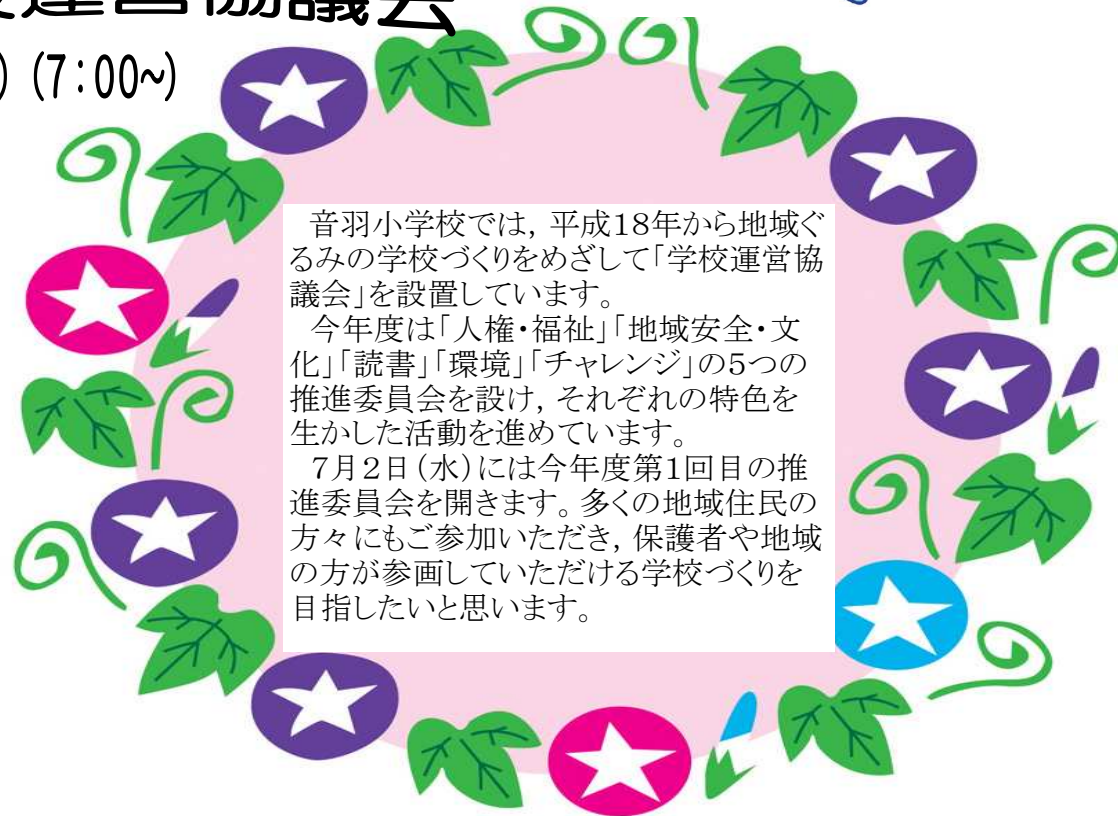 運営協議会
) (7:00~)
音羽小学校では,平成18年から地域ぐ
るみの学校づくりをめざして「学校運営協
議会」を設置しています。
今年度は「人権・福祉」「地域安全・文
化」「読書」「環境」「チャレンジ」の5つの
推進委員会を設け,それぞれの特色を
生かした活動を進めています。
7月2日(水)には今年度第1回目の推
進委員会を開きます。多くの地域住民の
方々にもご参加いただき,保護者や地域
の方が参画していただける学校づくりを
目指したいと思います。